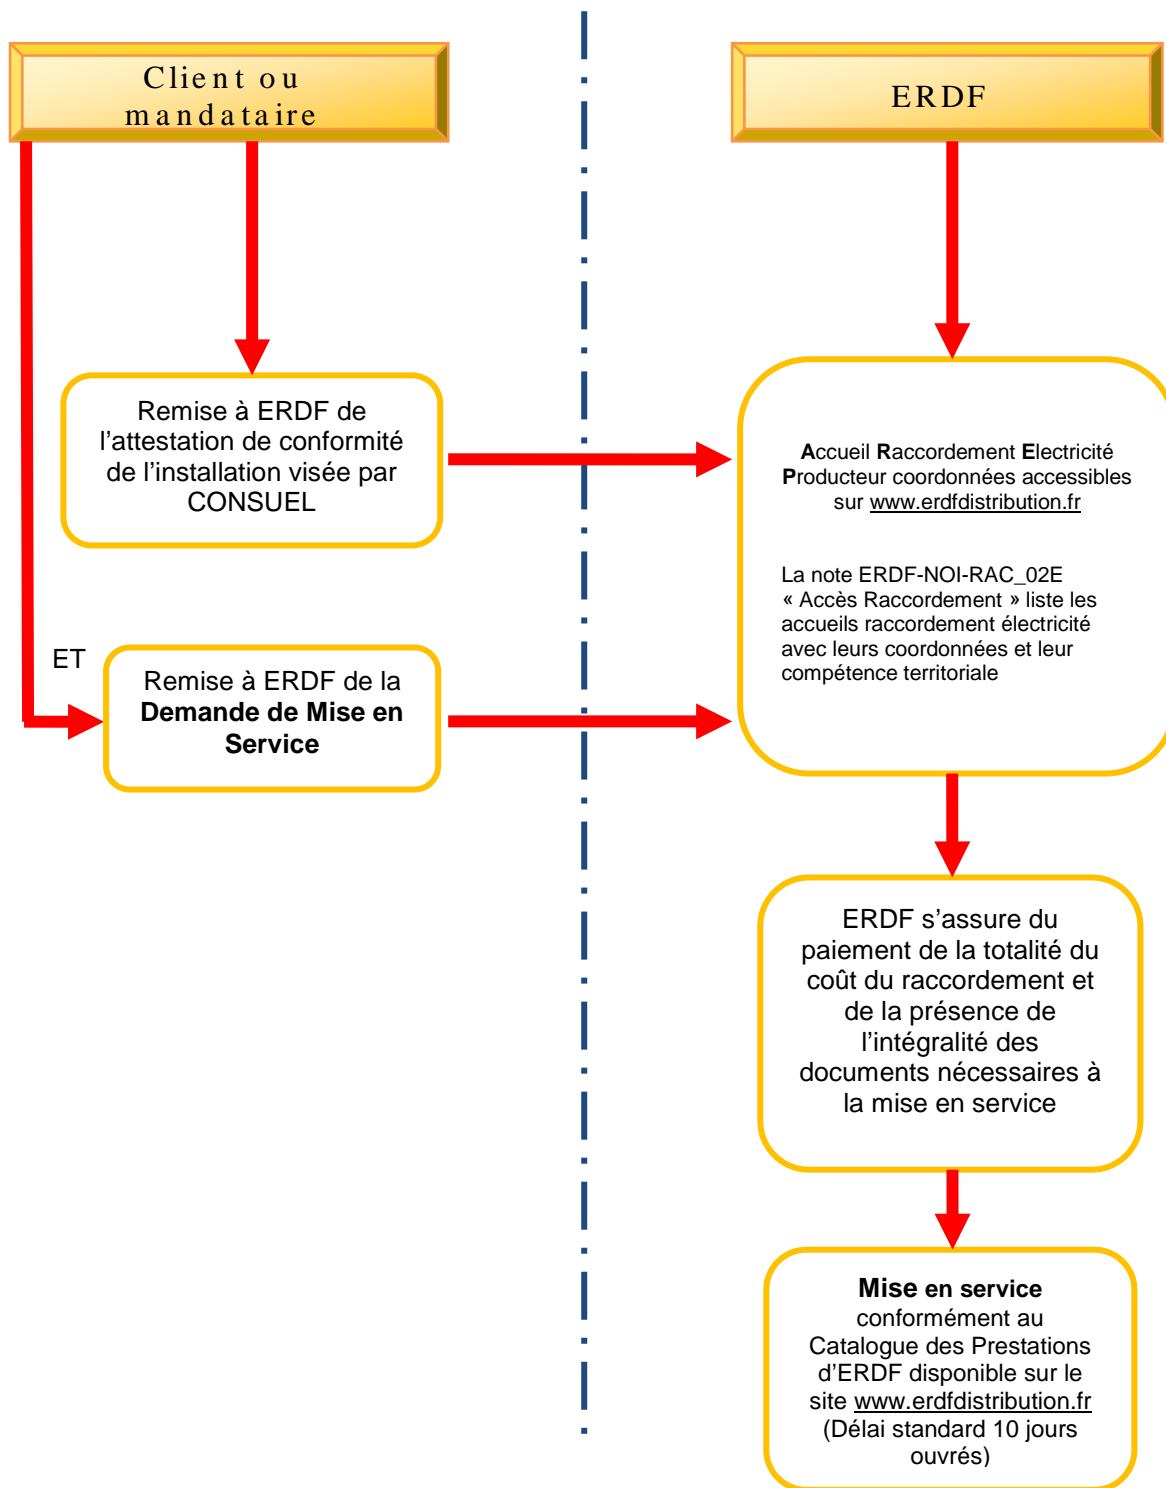 Client ou
mandataire
ERDF
Remise à ERDF de
l’attestation de conformité
de l’installation visée par
CONSUEL
Accueil Raccordement Electricité
Producteur coordonnées accessibles
sur www.erdfdistribution.fr
La note ERDF-NOI-RAC_02E
« Accès Raccordement » liste les
accueils raccordement électricité
avec leurs coordonnées et leur
compétence territoriale
ET
Remise à ERDF de la
Demande de Mise en
Service
ERDF s’assure du
paiement de la totalité du
coût du raccordement et
de la présence de
l’intégralité des
documents nécessaires à
la mise en service
Mise en service
conformément au
Catalogue des Prestations
d’ERDF disponible sur le
site www.erdfdistribution.fr
(Délai standard 10 jours
ouvrés)